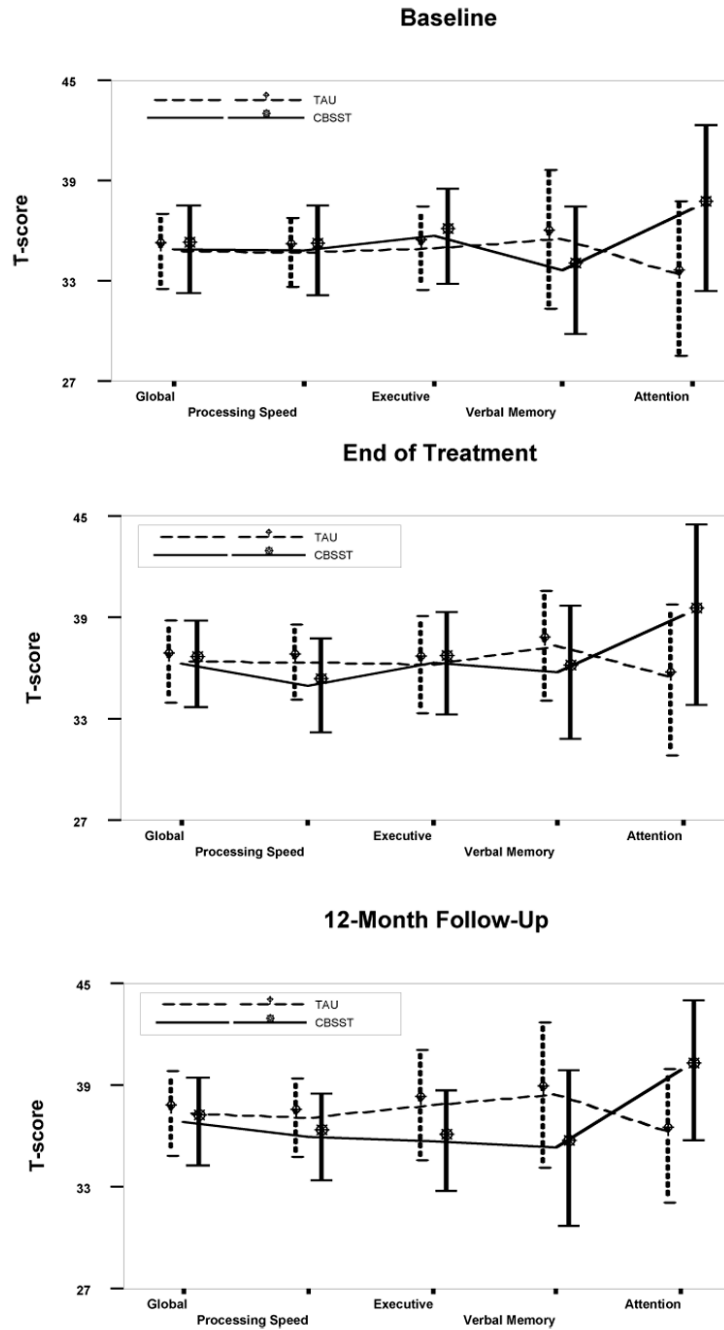 Baseline
T-score
45
39
33
27
TAU
CBSST
Global
Processing Speed
Executive
Verbal Memory
Attention
End of Treatment
T-score
45
39
33
27
TAU
CBSST
Global
Processing Speed
Executive
Verbal Memory
Attention
12-Month Follow-Up
T-score
45
39
33
27
TAU
CBSST
Global
Processing Speed
Executive
Verbal Memory
Attention